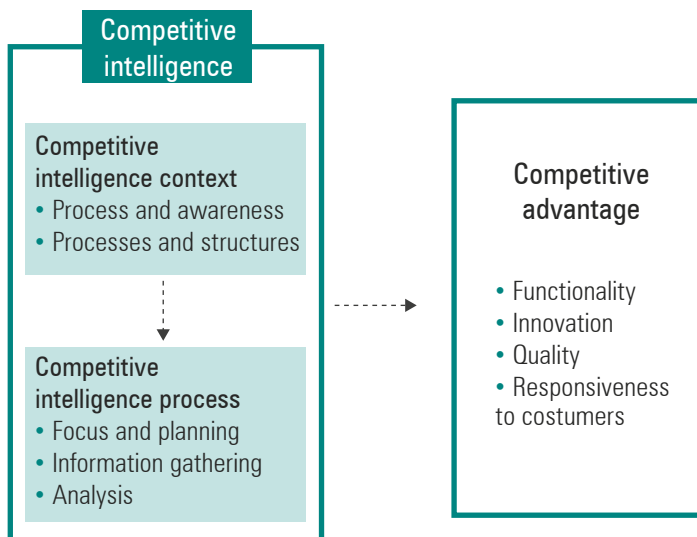 Competitive
intelligence
Competitive
intelligence context
• Process and awareness
• Processes and structures
Competitive
intelligence process
• Focus and planning
• Information gathering
• Analysis
Competitive
advantage
• Functionality
• Innovation
• Quality
• Responsiveness
to costumers